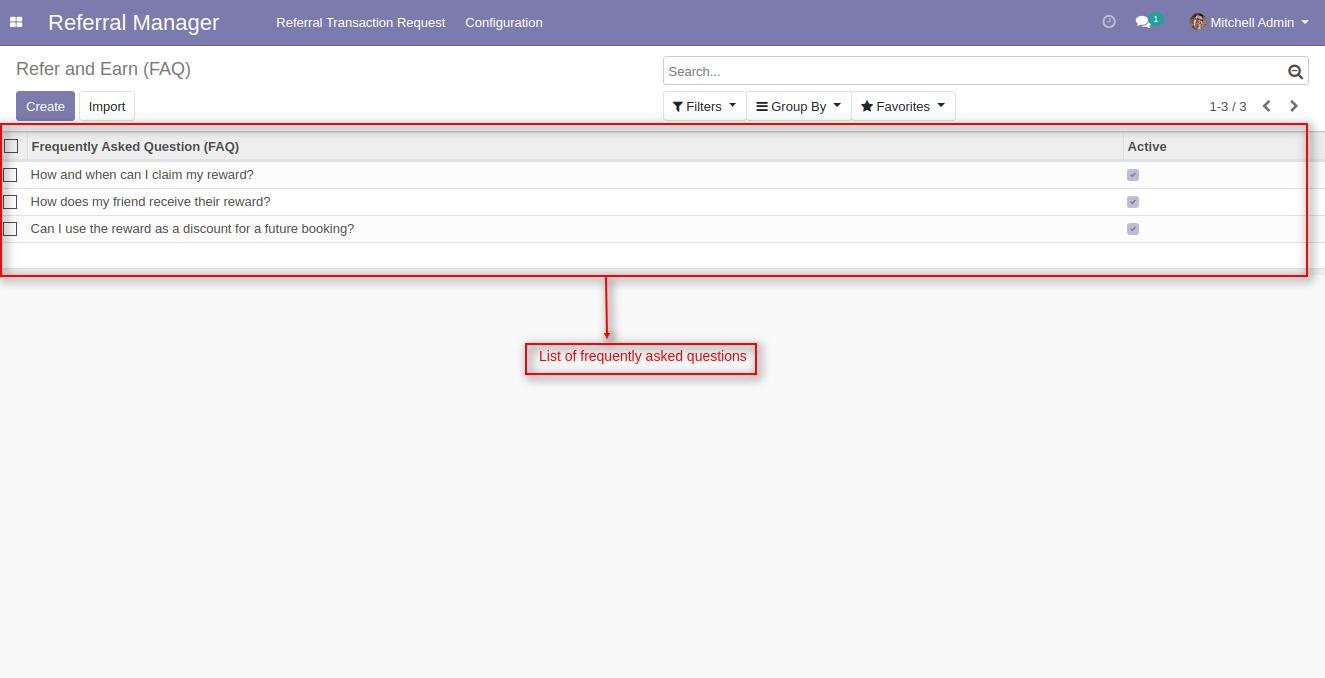 Referral Manager Referral Transaction Request Configuration 1 Mitchell Admin
Refer and Earn (FAQ) Search...
Create Import Filters Group By Favorites 1-3 / 3
Frequently Asked Question (FAQ) Active
How and when can I claim my reward?
How does my friend receive their reward?
Can I use the reward as a discount for a future booking?
List of frequently asked questions